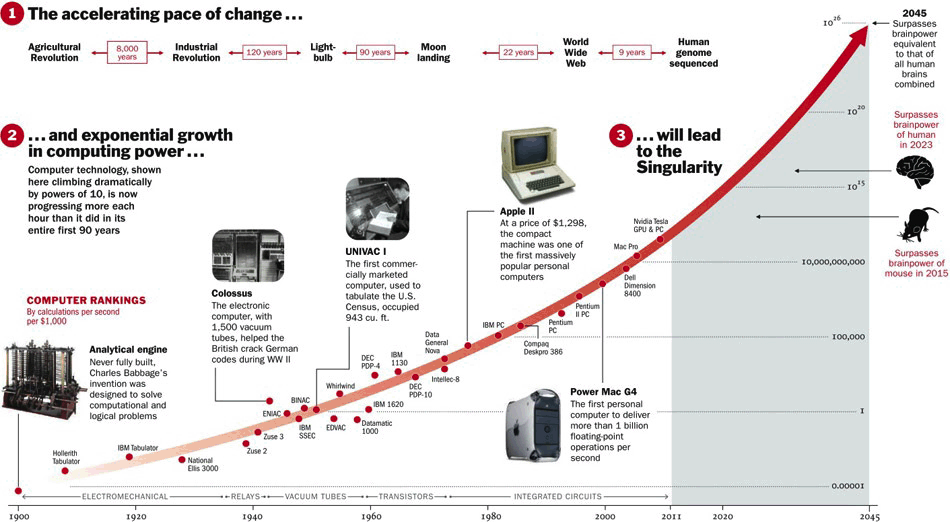 1 The accelerating pace of change ...
Agricultural
Revolution
8,000
years
Industrial
Revolution
120 years
Light-
bulb
90 years
Moon
landing
22 years
World
Wide
Web
9 years
Human
genome
sequenced
2 ... and exponential growth
in computing power ...
Computer technology, shown
here climbing dramatically
by powers of 10, is now
progressing more each
hour than it did in its
entire first 90 years
3 ... will lead
to the
Singularity
2045
Surpasses
brainpower
equivalent
to that of
all human
brains
combined
Surpasses
brainpower
of human
in 2023
Surpasses
brainpower of
mouse in 2015
10^26
10^20
10^15
10,000,000,000
100,000
1
0.00001
COMPUTER RANKINGS
By calculations per second
per $1,000
Analytical engine
Never fully built,
Charles Babbage's
invention was
designed to solve
computational and
logical problems
Colossus
The electronic
computer, with
1,500 vacuum
tubes, helped the
British crack German
codes during WW II
UNIVAC I
The first commer-
cially marketed
computer, used to
tabulate the U.S.
Census, occupied
943 cu. ft.
Apple II
At a price of $1,298,
the compact
machine was one of
the first massively
popular personal
computers
Power Mac G4
The first personal
computer to deliver
more than 1 billion
floating-point
operations per
second
Hollerith
Tabulator
IBM Tabulator
National
Ellis 3000
Zuse 2
Zuse 3
ENIAC
BINAC
IBM
SSEC
Whirlwind
EDVAC
Datamatic
1000
IBM 1620
DEC
PDP-4
IBM
1130
DEC
PDP-10
Data
General
Nova
Intellec-8
IBM PC
Compaq
Deskpro 386
Pentium
PC
Pentium
II PC
Dell
Dimension
8400
Mac Pro
Nvidia Tesla
GPU & PC
ELECTROMECHANICAL
RELAYS
VACUUM TUBES
TRANSISTORS
INTEGRATED CIRCUITS
1900
1920
1940
1960
1980
2000
2011
2020
2045